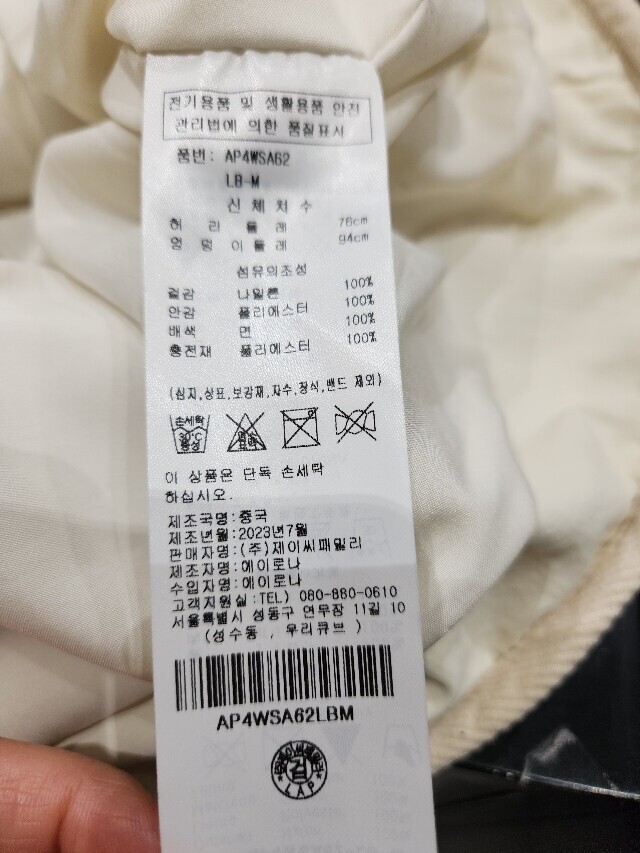 전기용품 및 생활용품 안전
관리법에 의한 품질표시
품번: AP4WSA62
LB-M
신체치수
허리둘레 76cm
엉덩이둘레 94cm
섬유의조성
겉감 나일론 100%
안감 폴리에스터 100%
배색 면 100%
충전재 폴리에스터 100%
(심지,상표,보강재,자수,장식,밴드 제외)
손세탁
30℃
중성
이 상품은 단독 손세탁
하십시오.
제조국명:중국
제조년월:2023년7월
판매자명:(주)제이씨패밀리
제조자명:에이로나
수입자명:에이로나
고객지원실:TEL) 080-880-0610
서울특별시 성동구 연무장 11길 10
(성수동 , 우리큐브 )
AP4WSA62LBM
검
LAP